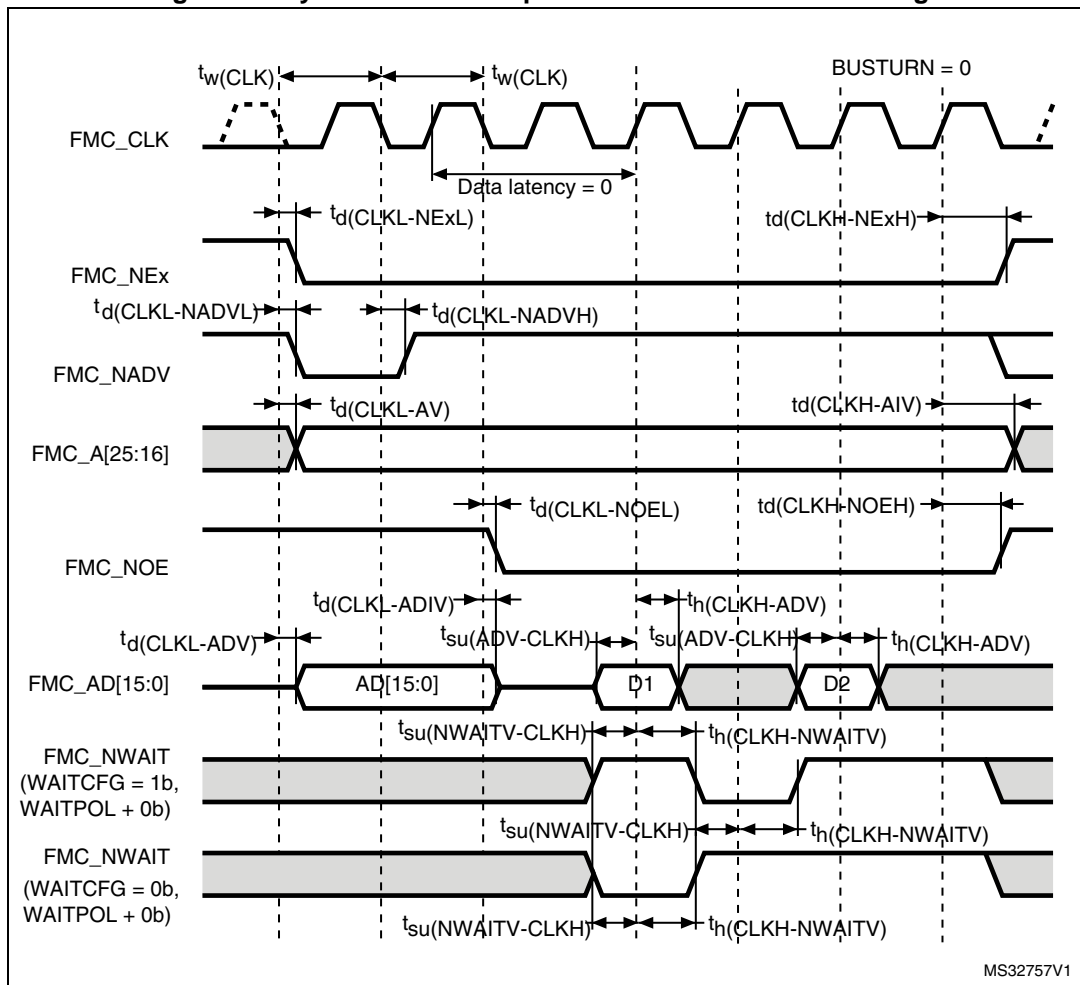 tw(CLK) tw(CLK) BUSTURN = 0
FMC_CLK
Data latency = 0
td(CLKL-NExL) td(CLKH-NExH)
FMC_NEx
td(CLKL-NADVL) td(CLKL-NADVH)
FMC_NADV
td(CLKL-AV) td(CLKH-AIV)
FMC_A[25:16]
td(CLKL-NOEL) td(CLKH-NOEH)
FMC_NOE
td(CLKL-ADIV) th(CLKH-ADV)
td(CLKL-ADV) tsu(ADV-CLKH) tsu(ADV-CLKH) th(CLKH-ADV)
FMC_AD[15:0] AD[15:0] D1 D2
tsu(NWAITV-CLKH) th(CLKH-NWAITV)
FMC_NWAIT
(WAITCFG = 1b,
WAITPOL + 0b)
tsu(NWAITV-CLKH) th(CLKH-NWAITV)
FMC_NWAIT
(WAITCFG = 0b,
WAITPOL + 0b)
tsu(NWAITV-CLKH) th(CLKH-NWAITV)
MS32757V1